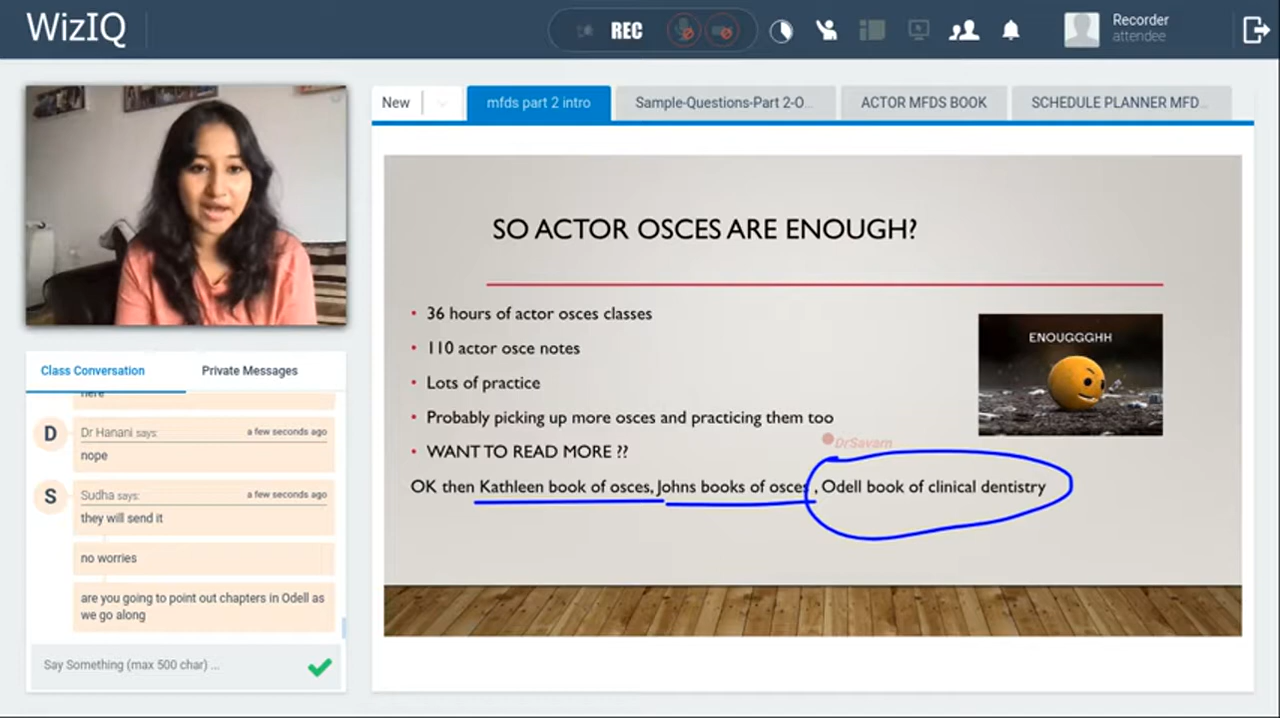 WizIQ
REC
Recorder
attendee
New
mfds part 2 intro
Sample-Questions-Part 2-O...
ACTOR MFDS BOOK
SCHEDULE PLANNER MFD...
SO ACTOR OSCES ARE ENOUGH?
• 36 hours of actor osces classes
• 110 actor osce notes
• Lots of practice
• Probably picking up more osces and practicing them too
• WANT TO READ MORE ??
OK then Kathleen book of osces, Johns books of osces , Odell book of clinical dentistry
DrSavarn
ENOUGGGHH
Class Conversation
Private Messages
here
D
Dr Hanani says:
a few seconds ago
nope
S
Sudha says:
a few seconds ago
they will send it
no worries
are you going to point out chapters in Odell as
we go along
Say Something (max 500 char) ...